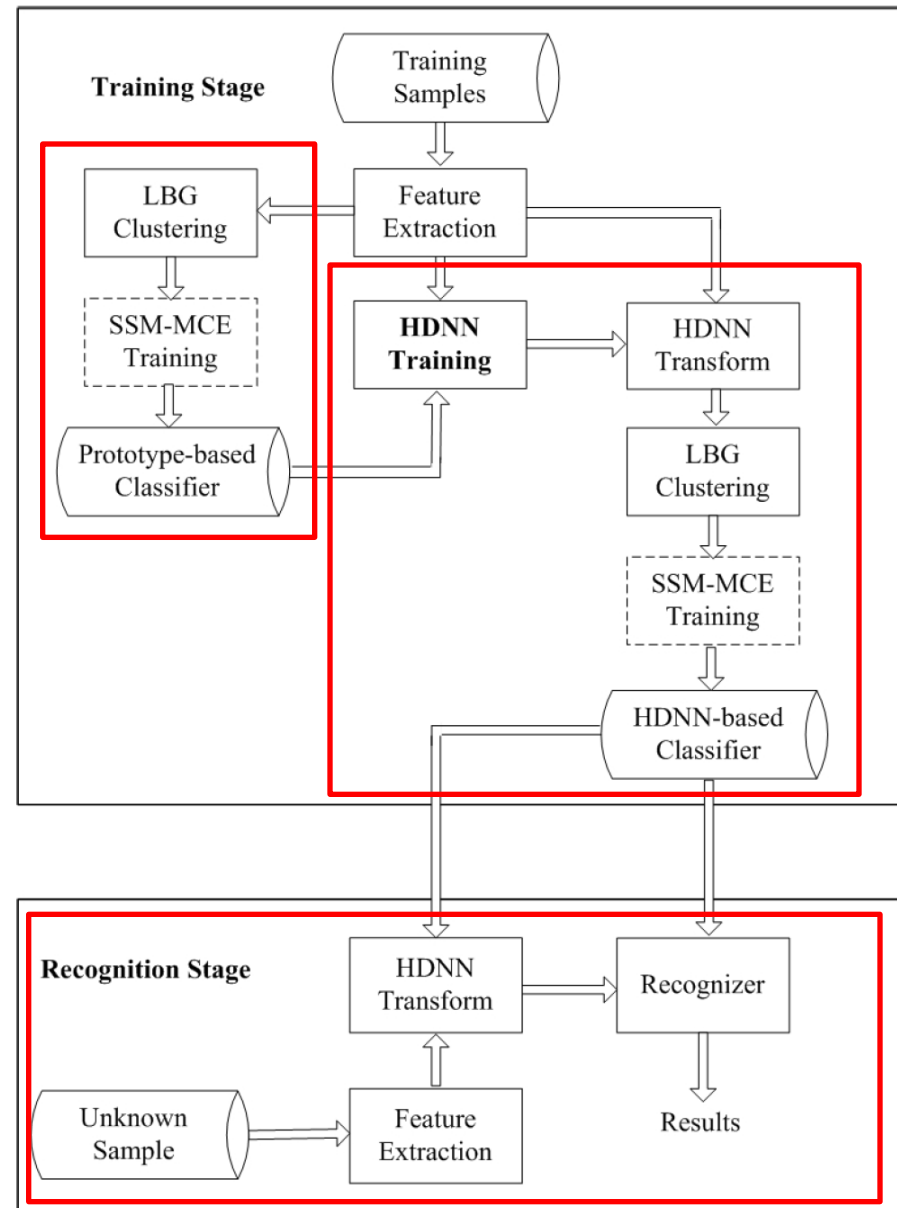 Training Stage
Training
Samples
LBG
Clustering
Feature
Extraction
SSM-MCE
Training
HDNN
Training
HDNN
Transform
Prototype-based
Classifier
LBG
Clustering
SSM-MCE
Training
HDNN-based
Classifier
Recognition Stage
HDNN
Transform
Recognizer
Unknown
Sample
Feature
Extraction
Results